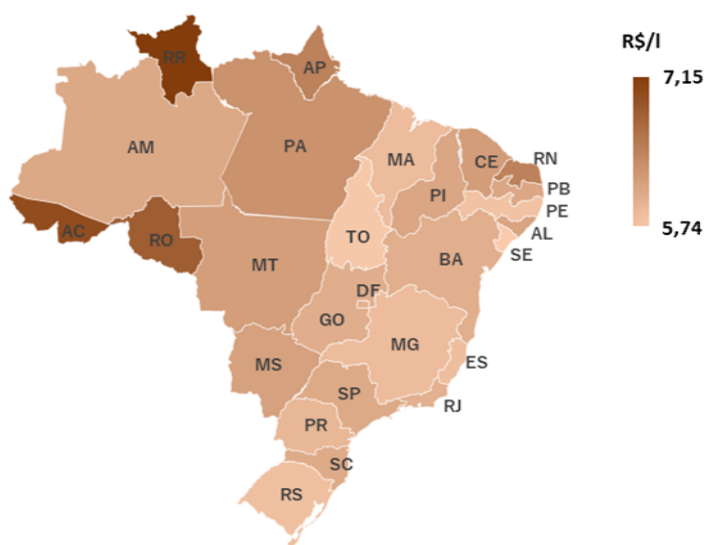 R$/l
7,15
5,74
RR
AP
AM
PA
MA
CE
RN
PB
PE
AL
SE
PI
TO
BA
AC
RO
MT
DF
GO
MG
ES
MS
SP
RJ
PR
SC
RS